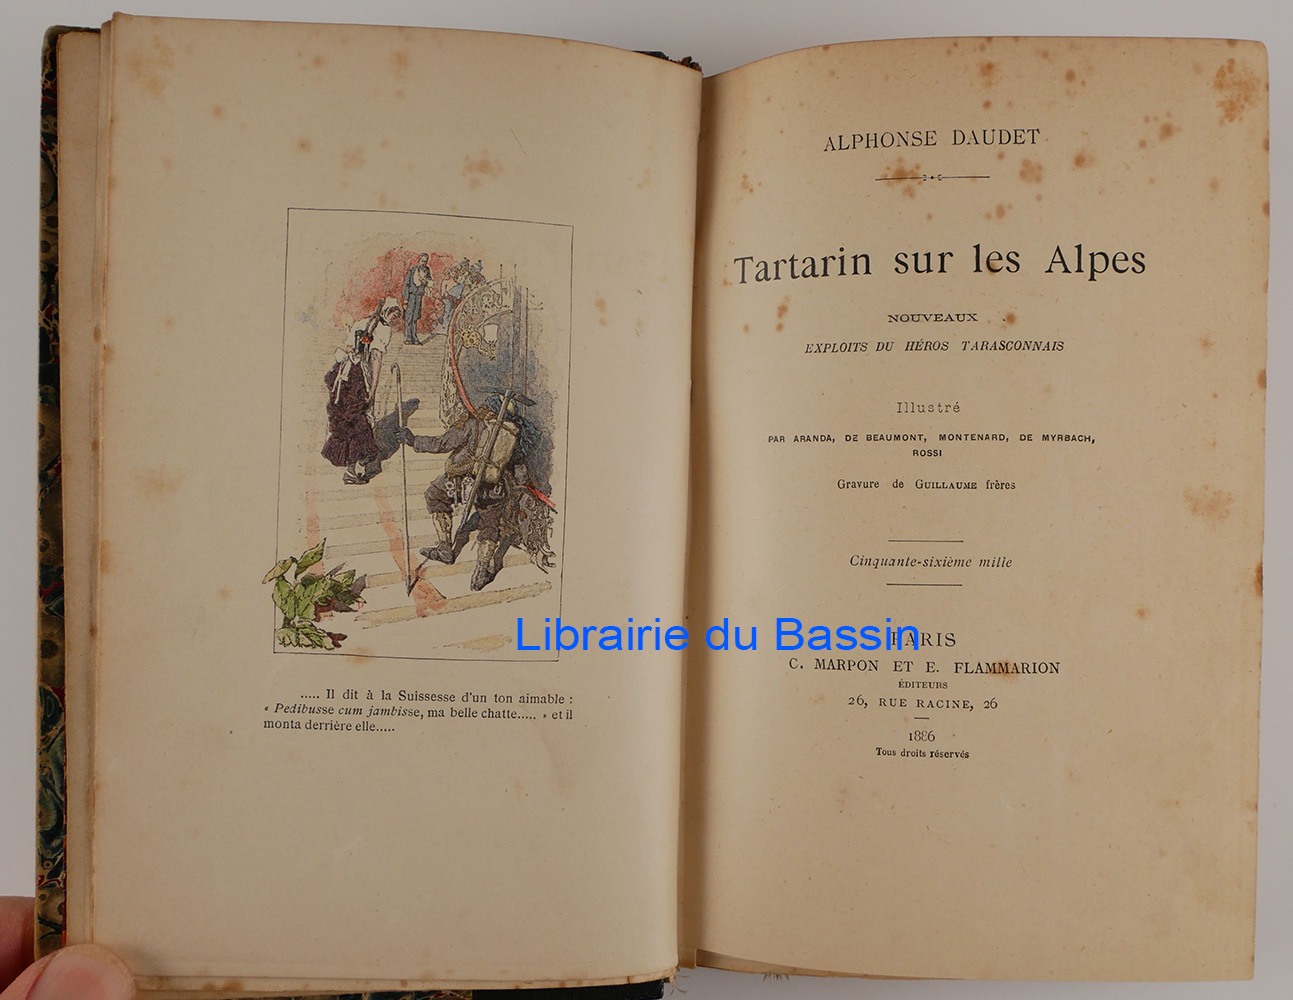 ..... Il dit à la Suissesse d'un ton aimable :
« Pedibusse cum jambisse, ma belle chatte..... » et il
monta derrière elle.....
ALPHONSE DAUDET
Tartarin sur les Alpes
NOUVEAUX
EXPLOITS DU HÉROS TARASCONNAIS
Illustré
PAR ARANDA, DE BEAUMONT, MONTENARD, DE MYRBACH,
ROSSI
Gravure de GUILLAUME frères
Cinquante-sixième mille
Librairie du Bassin
PARIS
C. MARPON ET E. FLAMMARION
ÉDITEURS
26, RUE RACINE, 26
1886
Tous droits réservés